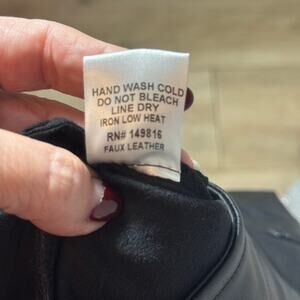 HAND WASH COLD
DO NOT BLEACH
LINE DRY
IRON LOW HEAT
RN# 149816
FAUX LEATHER